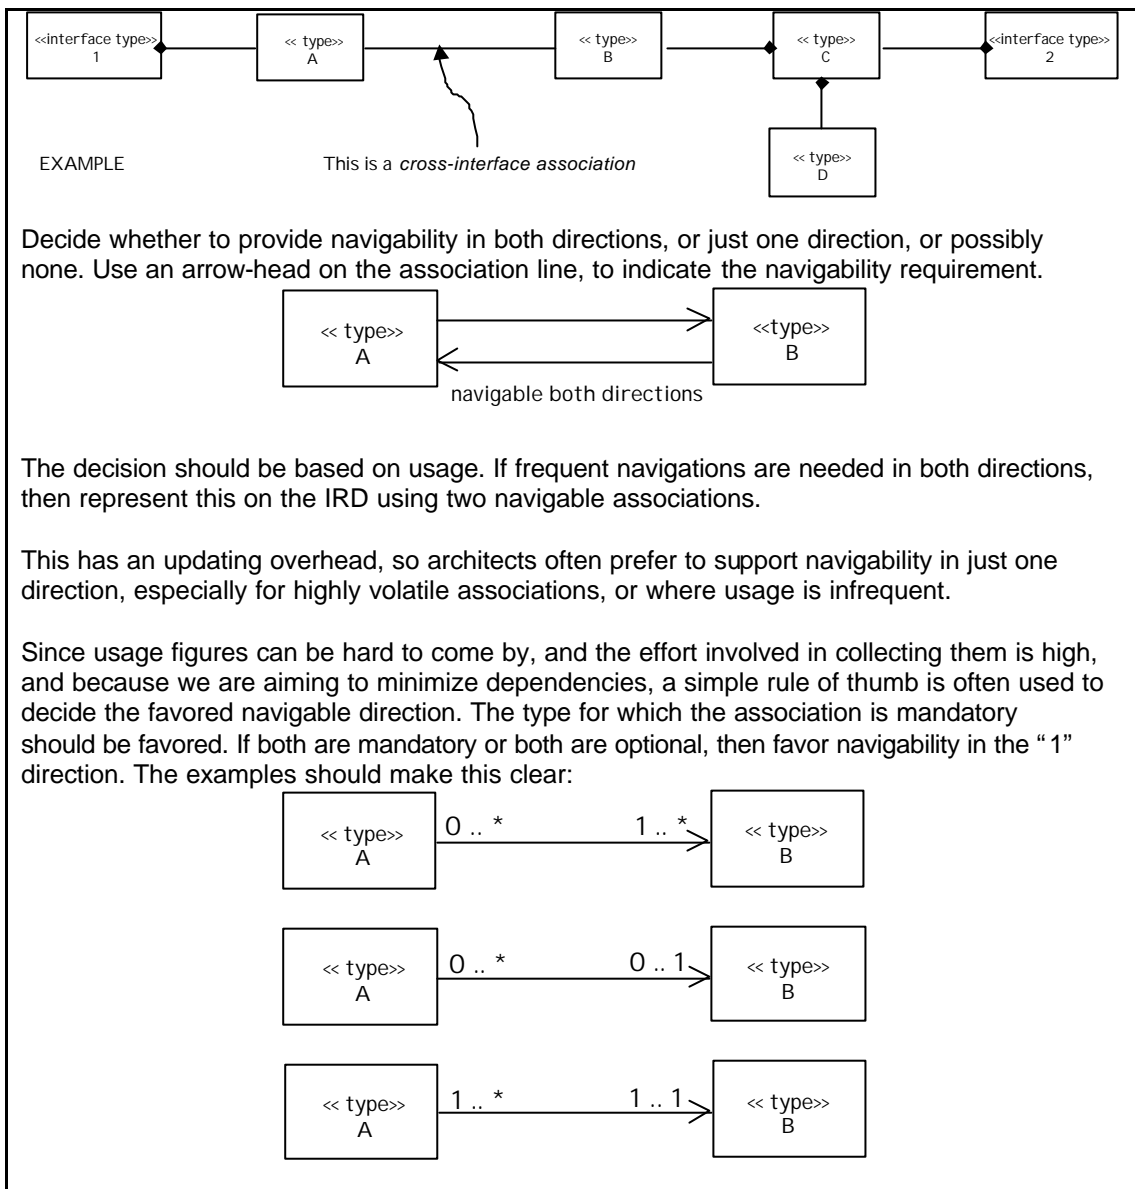 <<interface type>>
1
<< type>>
A
<< type>>
B
<< type>>
C
<<interface type>>
2
<< type>>
D
EXAMPLE
This is a cross-interface association
Decide whether to provide navigability in both directions, or just one direction, or possibly
none. Use an arrow-head on the association line, to indicate the navigability requirement.
<< type>>
A
<<type>>
B
navigable both directions
The decision should be based on usage. If frequent navigations are needed in both directions,
then represent this on the IRD using two navigable associations.
This has an updating overhead, so architects often prefer to support navigability in just one
direction, especially for highly volatile associations, or where usage is infrequent.
Since usage figures can be hard to come by, and the effort involved in collecting them is high,
and because we are aiming to minimize dependencies, a simple rule of thumb is often used to
decide the favored navigable direction. The type for which the association is mandatory
should be favored. If both are mandatory or both are optional, then favor navigability in the “1”
direction. The examples should make this clear:
<< type>>
A
0 .. *
1 .. *
<< type>>
B
<< type>>
A
0 .. *
0 .. 1
<< type>>
B
<< type>>
A
1 .. *
1 .. 1
<< type>>
B